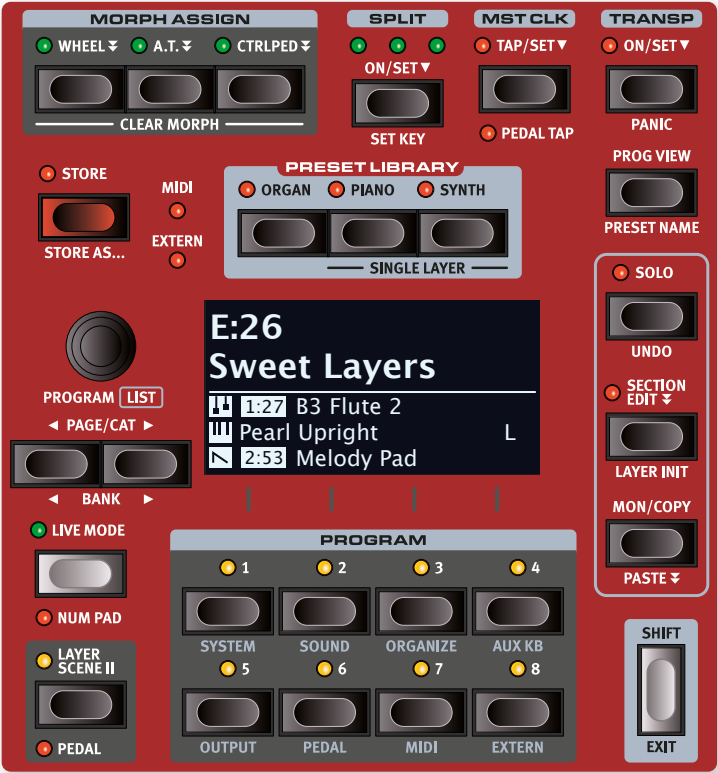 MORPH ASSIGN
SPLIT
MST CLK
TRANSP
WHEEL
A.T.
CTRLPED
CLEAR MORPH
ON/SET▼
SET KEY
TAP/SET▼
PEDAL TAP
ON/SET▼
PANIC
STORE
STORE AS...
MIDI
EXTERN
PRESET LIBRARY
ORGAN
PIANO
SYNTH
SINGLE LAYER
PROG VIEW
PRESET NAME
SOLO
UNDO
SECTION
EDIT
LAYER INIT
MON/COPY
PASTE
E:26
Sweet Layers
1:27 B3 Flute 2
Pearl Upright L
2:53 Melody Pad
PROGRAM LIST
◄ PAGE/CAT ►
◄ BANK ►
LIVE MODE
NUM PAD
LAYER
SCENE II
PEDAL
PROGRAM
1 2 3 4
SYSTEM SOUND ORGANIZE AUX KB
5 6 7 8
OUTPUT PEDAL MIDI EXTERN
SHIFT
EXIT